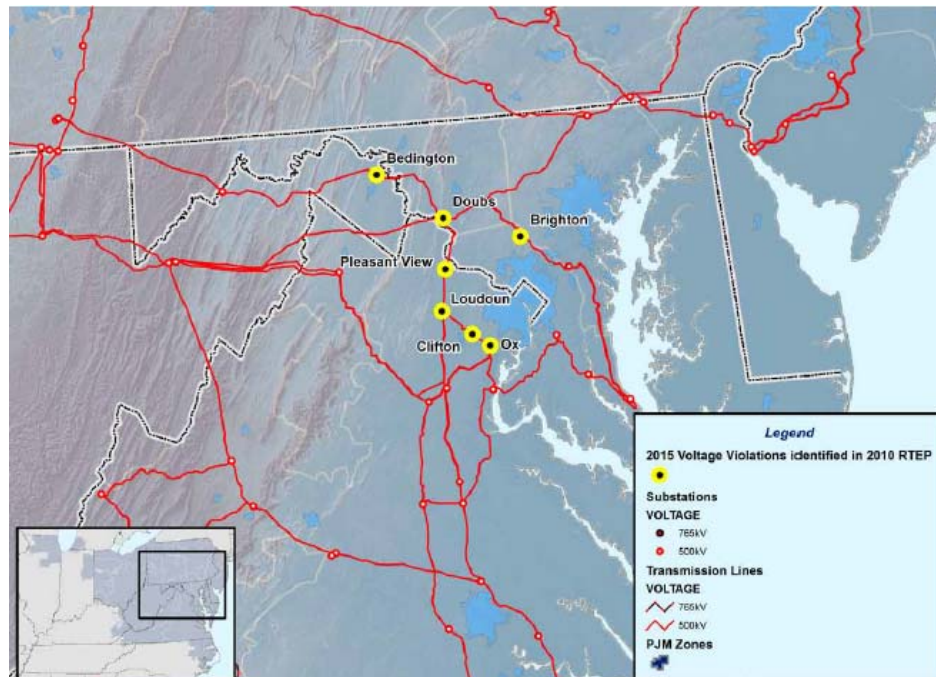 Bedington
Doubs
Brighton
Pleasant View
Loudoun
Clifton
Ox
Legend
2015 Voltage Violations identified in 2010 RTEP
Substations
VOLTAGE
765kV
500kV
Transmission Lines
VOLTAGE
765kV
500kV
PJM Zones